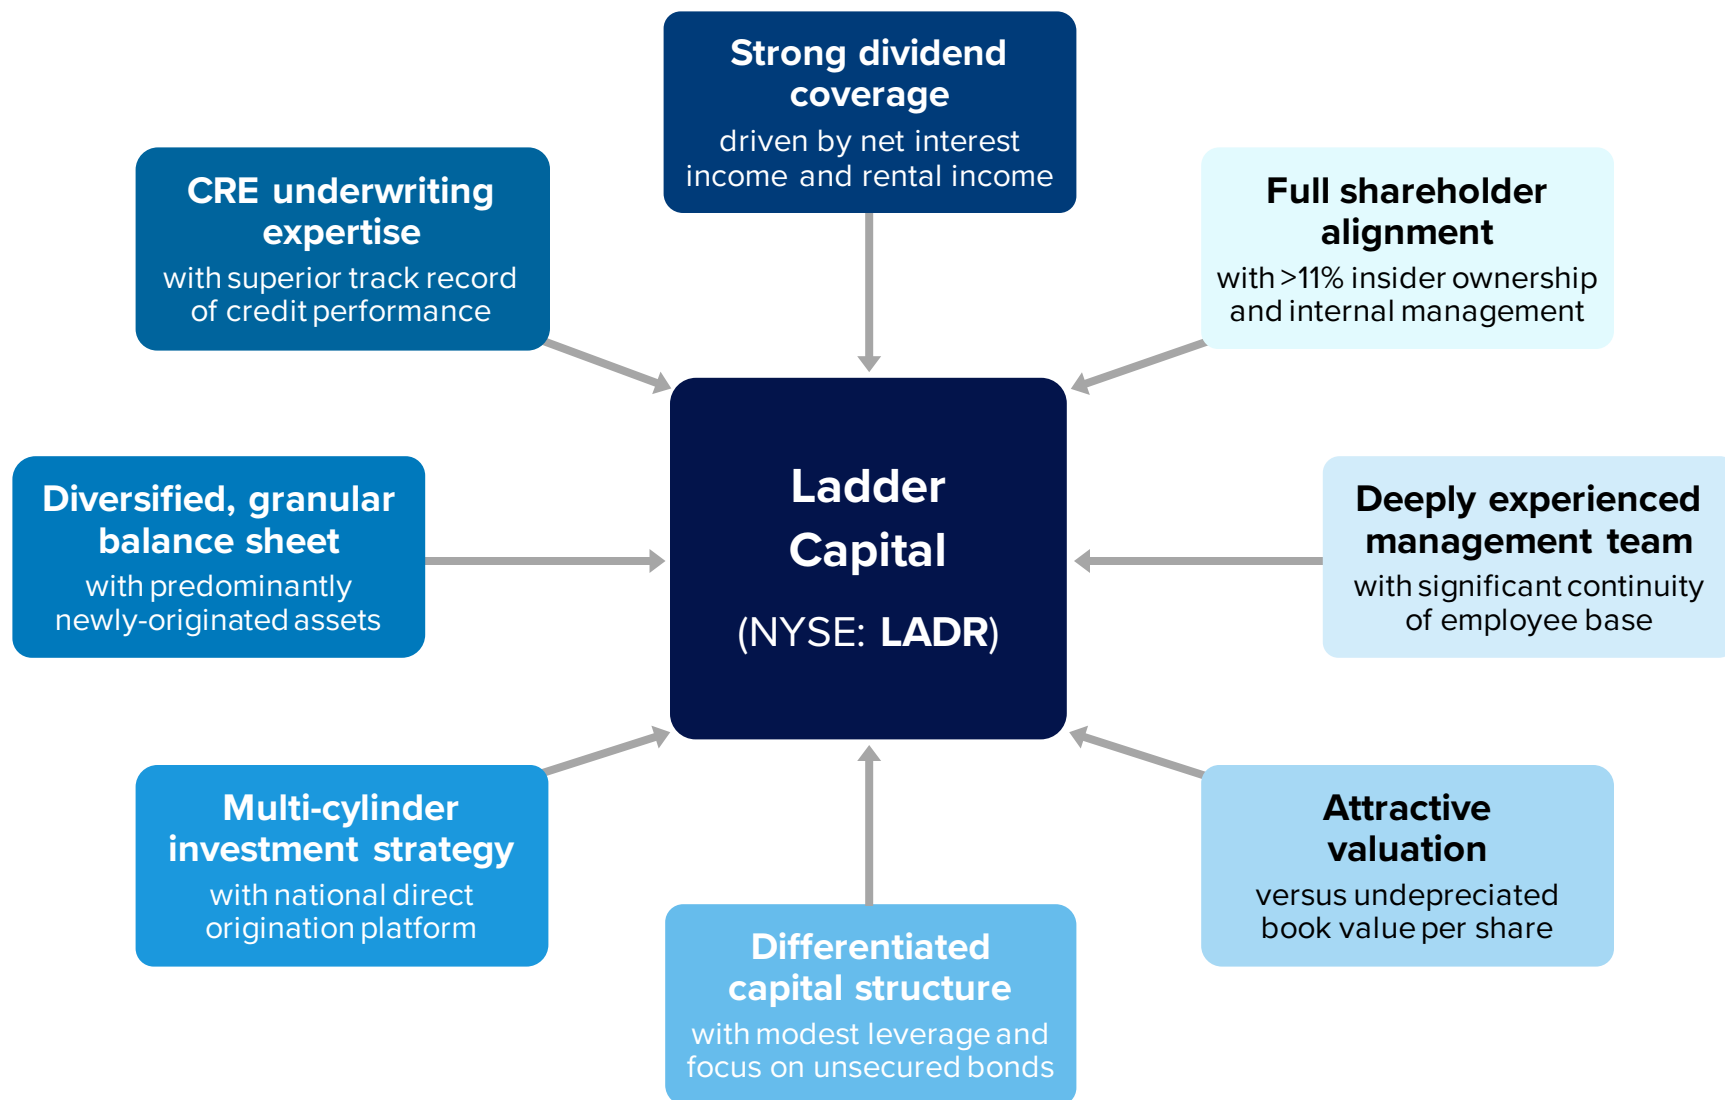 Strong dividend
coverage
driven by net interest
income and rental income
CRE underwriting
expertise
with superior track record
of credit performance
Full shareholder
alignment
with >11% insider ownership
and internal management
Diversified, granular
balance sheet
with predominantly
newly-originated assets
Ladder
Capital
(NYSE: LADR)
Deeply experienced
management team
with significant continuity
of employee base
Multi-cylinder
investment strategy
with national direct
origination platform
Differentiated
capital structure
with modest leverage and
focus on unsecured bonds
Attractive
valuation
versus undepreciated
book value per share